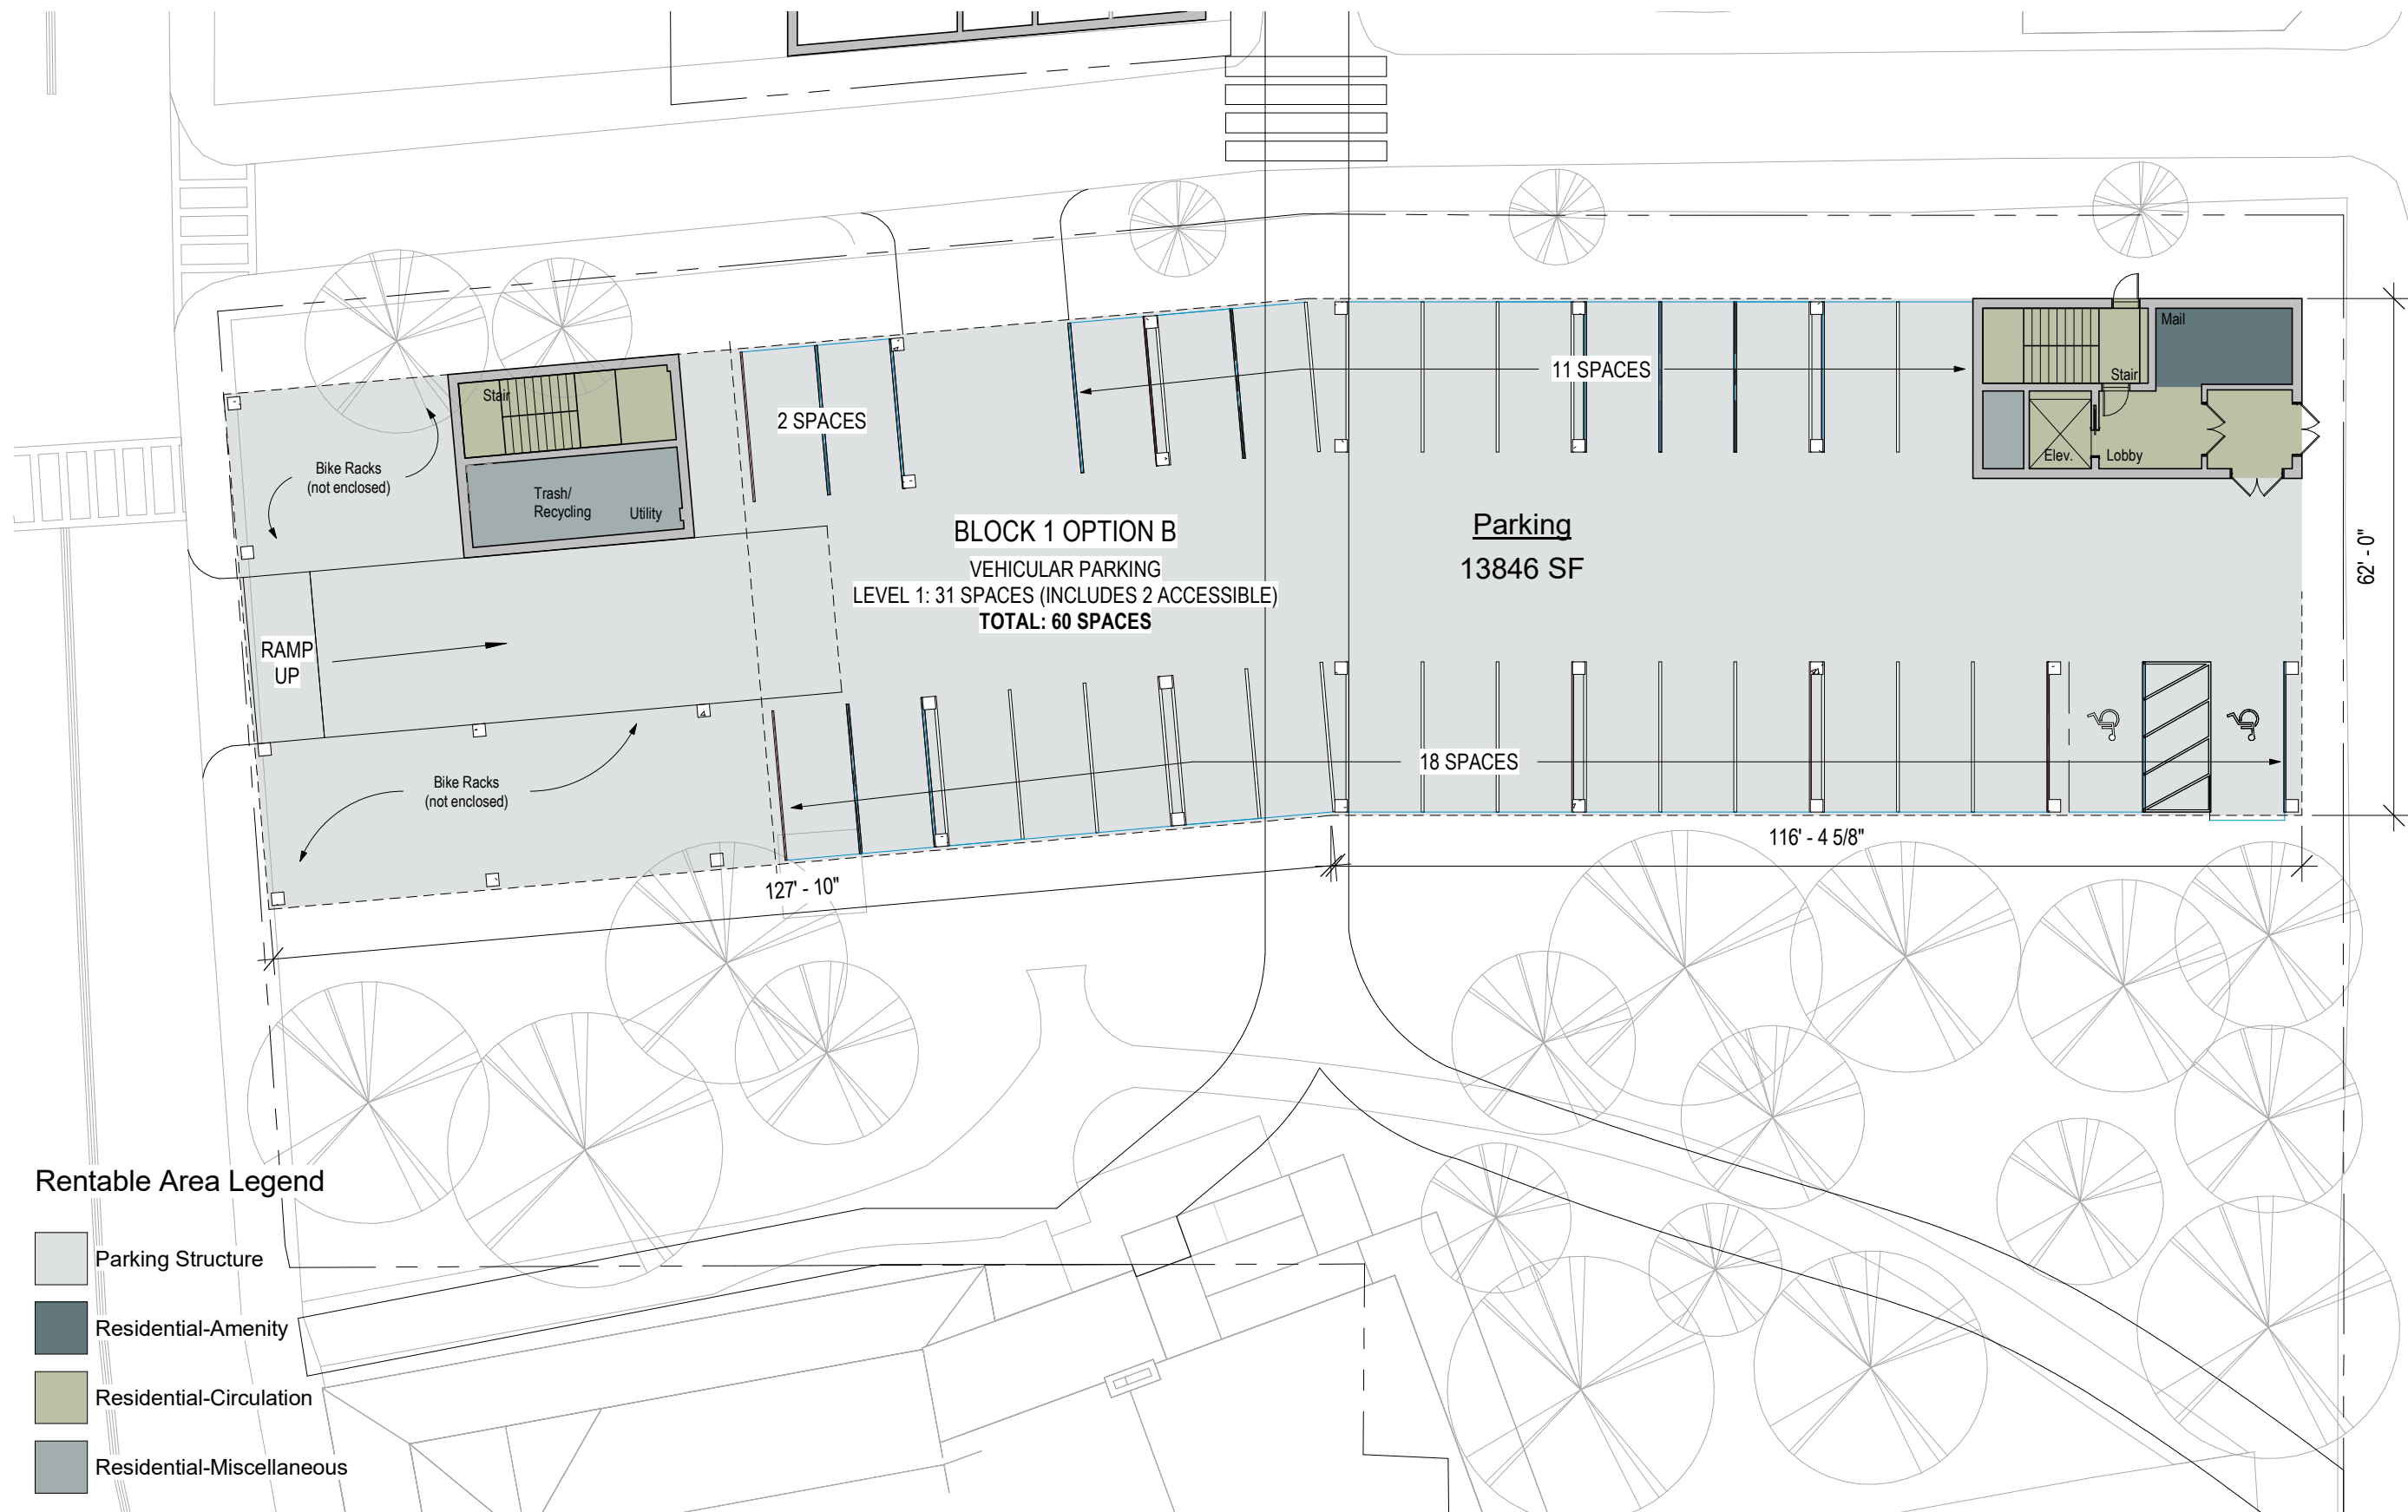 Mail
Stair
Elev.
Lobby
11 SPACES
2 SPACES
Stair
Trash/
Recycling
Utility
Bike Racks
(not enclosed)
BLOCK 1 OPTION B
VEHICULAR PARKING
LEVEL 1: 31 SPACES (INCLUDES 2 ACCESSIBLE)
TOTAL: 60 SPACES
Parking
13846 SF
62' - 0"
RAMP
UP
Bike Racks
(not enclosed)
18 SPACES
116' - 4 5/8"
127' - 10"
Rentable Area Legend
Parking Structure
Residential-Amenity
Residential-Circulation
Residential-Miscellaneous